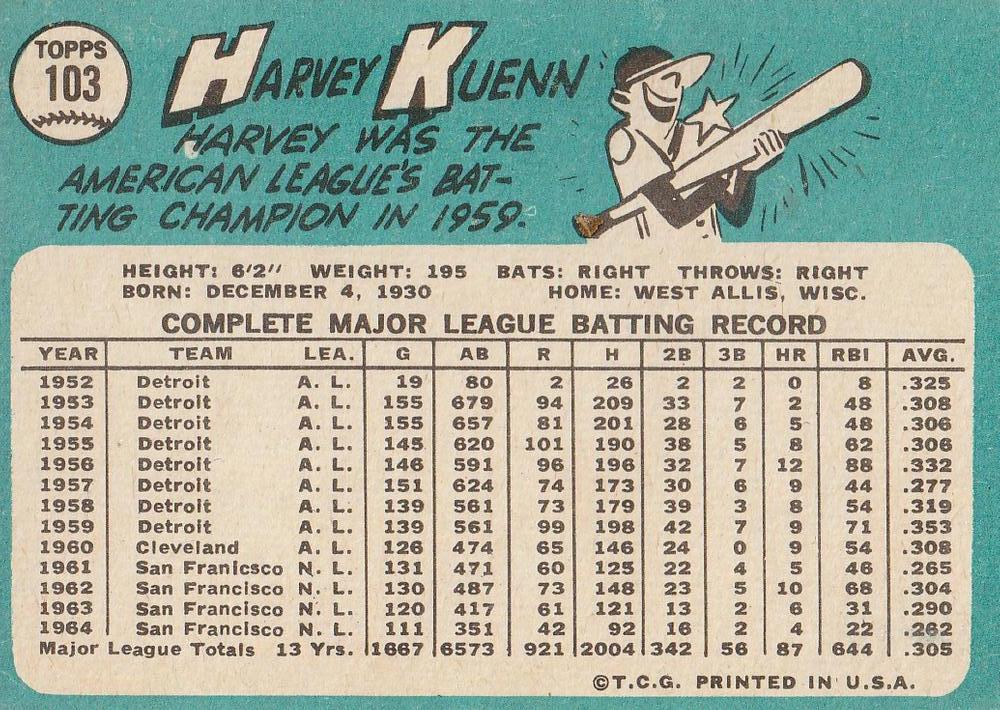 TOPPS
103
HARVEY KUENN
HARVEY WAS THE
AMERICAN LEAGUE'S BAT-
TING CHAMPION IN 1959.
HEIGHT: 6'2" WEIGHT: 195 BATS: RIGHT THROWS: RIGHT
BORN: DECEMBER 4, 1930 HOME: WEST ALLIS, WISC.
COMPLETE MAJOR LEAGUE BATTING RECORD
YEAR TEAM LEA. G AB R H 2B 3B HR RBI AVG.
1952 Detroit A. L. 19 80 2 26 2 2 0 8 .325
1953 Detroit A. L. 155 679 94 209 33 7 2 48 .308
1954 Detroit A. L. 155 657 81 201 28 6 5 48 .306
1955 Detroit A. L. 145 620 101 190 38 5 8 62 .306
1956 Detroit A. L. 146 591 96 196 32 7 12 88 .332
1957 Detroit A. L. 151 624 74 173 30 6 9 44 .277
1958 Detroit A. L. 139 561 73 179 39 3 8 54 .319
1959 Detroit A. L. 139 561 99 198 42 7 9 71 .353
1960 Cleveland A. L. 126 474 65 146 24 0 9 54 .308
1961 San Franicsco N. L. 131 471 60 125 22 4 5 46 .265
1962 San Francisco N. L. 130 487 73 148 23 5 10 68 .304
1963 San Francisco N. L. 120 417 61 121 13 2 6 31 .290
1964 San Francisco N. L. 111 351 42 92 16 2 4 22 .262
Major League Totals 13 Yrs. 1667 6573 921 2004 342 56 87 644 .305
©T.C.G. PRINTED IN U.S.A.